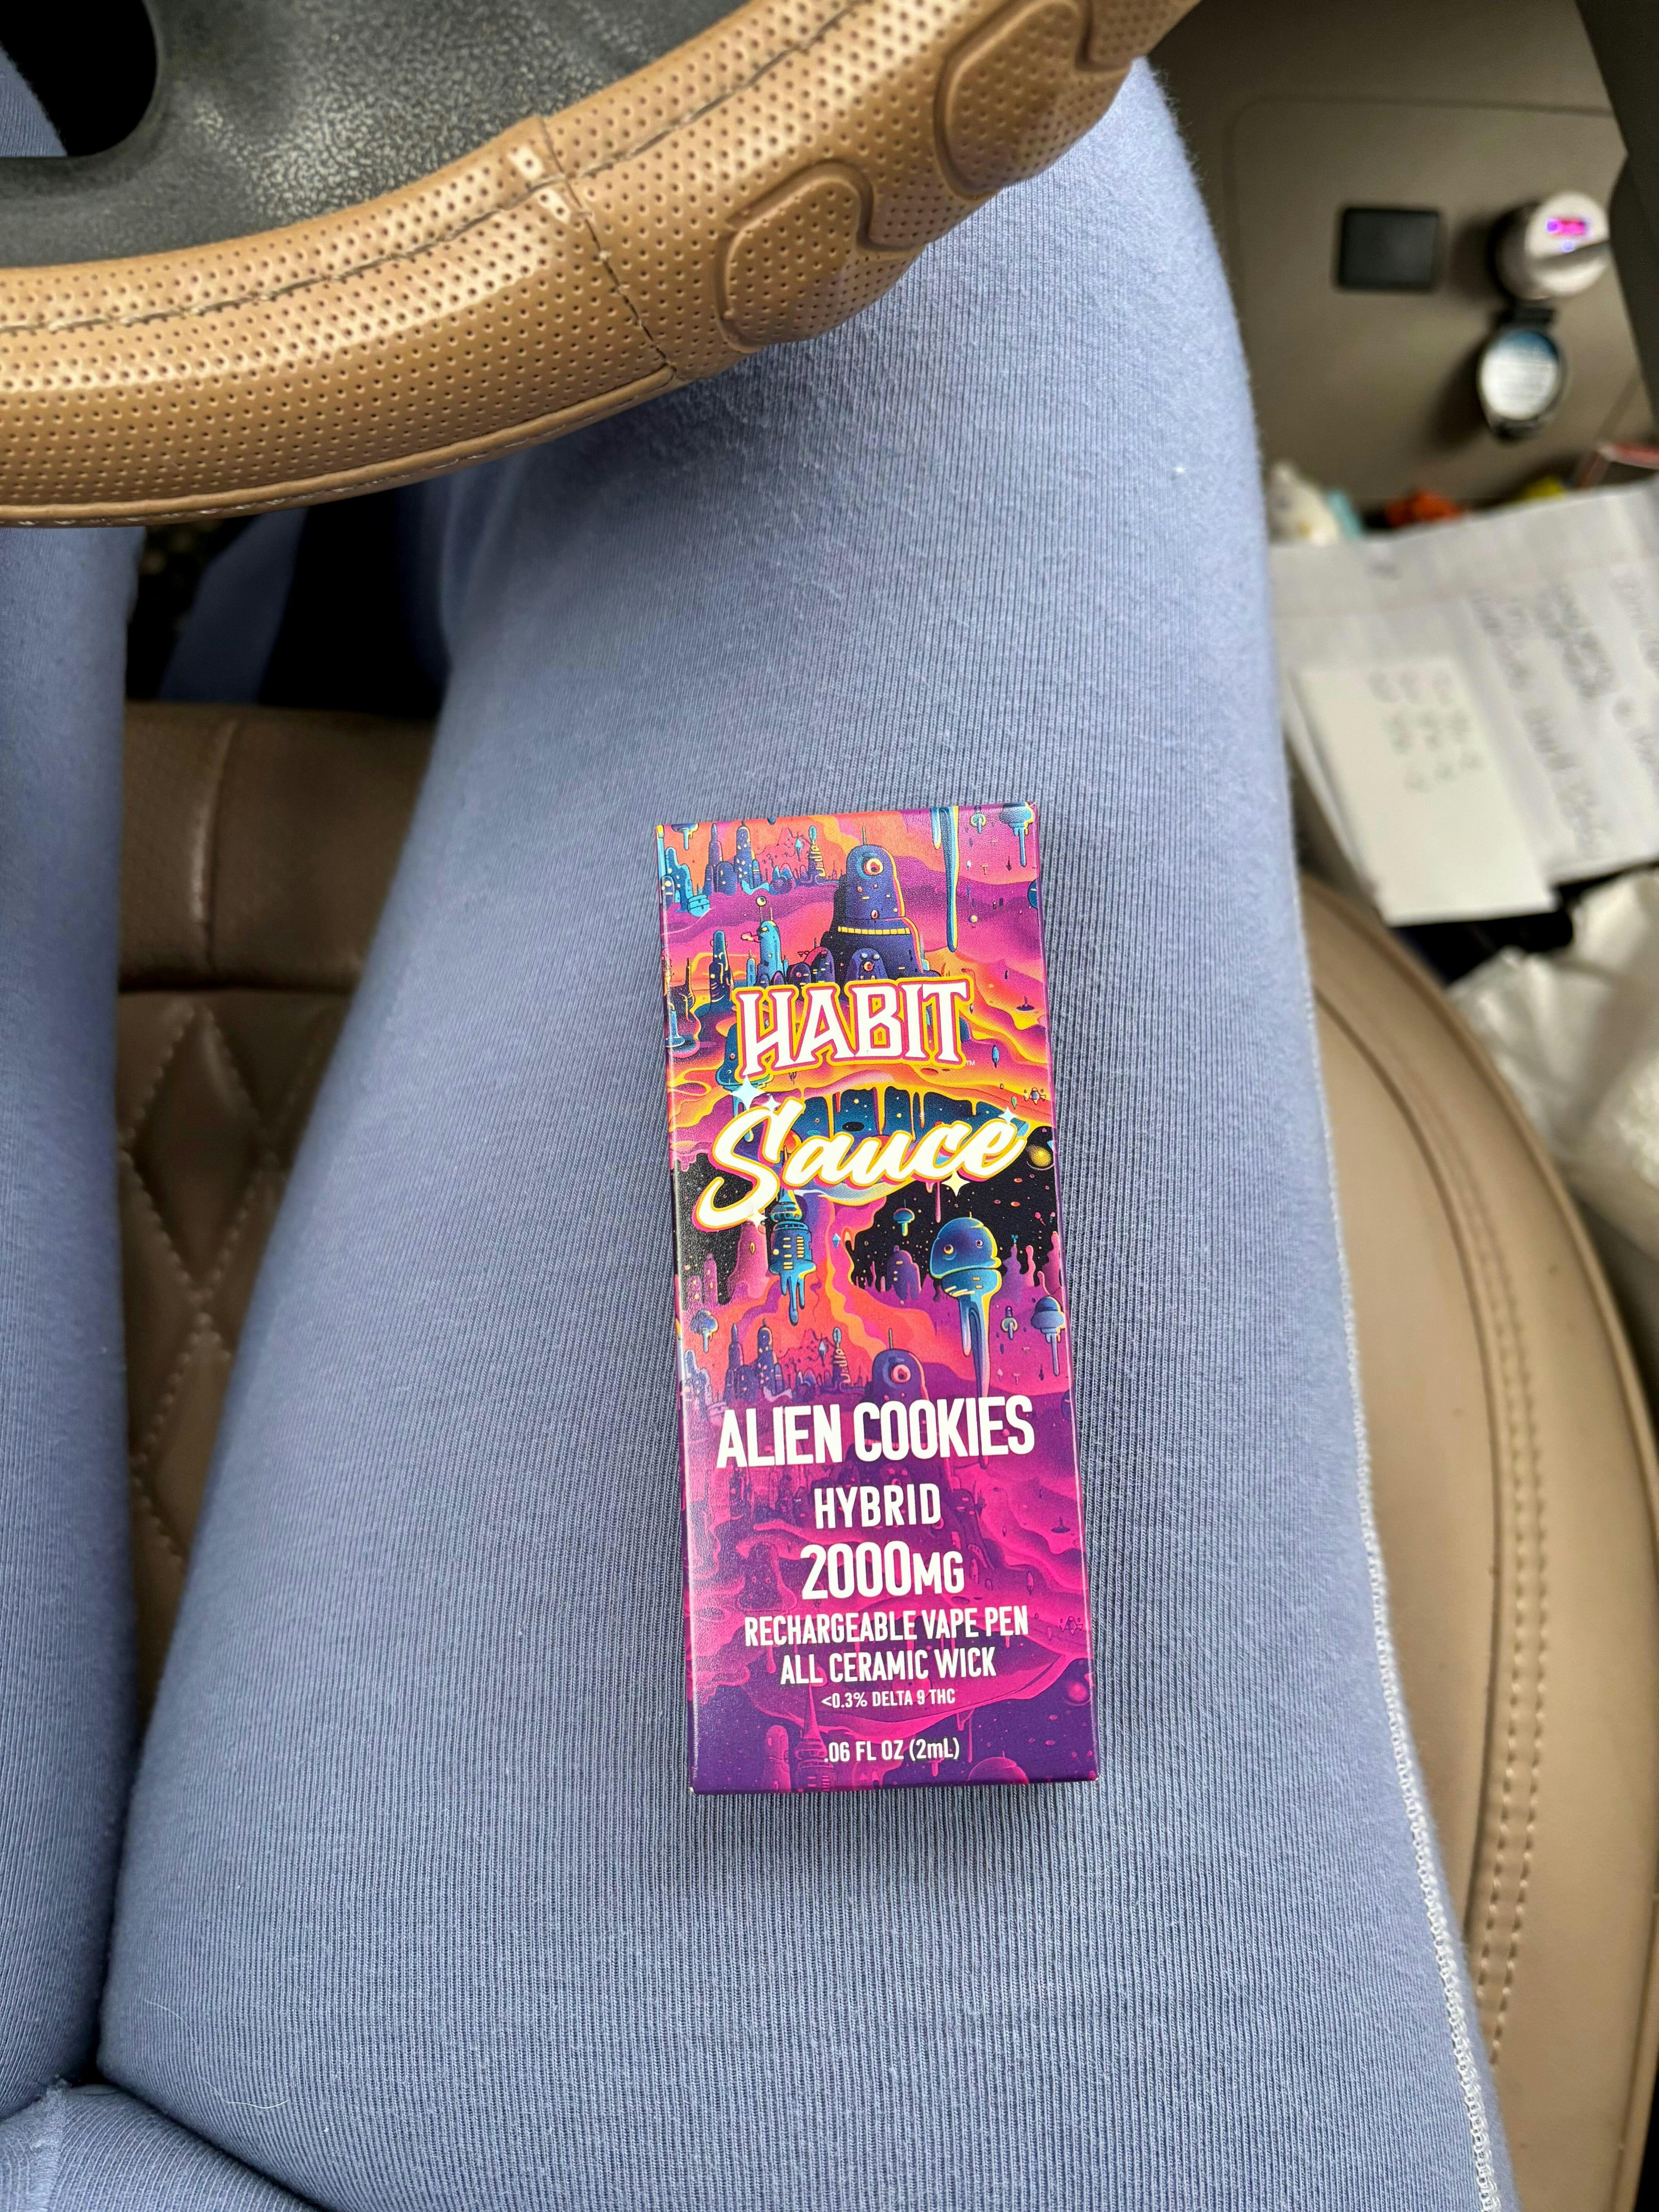 HABIT™
Sauce
ALIEN COOKIES
HYBRID
2000MG
RECHARGEABLE VAPE PEN
ALL CERAMIC WICK
<0.3% DELTA 9 THC
.06 FL OZ (2mL)